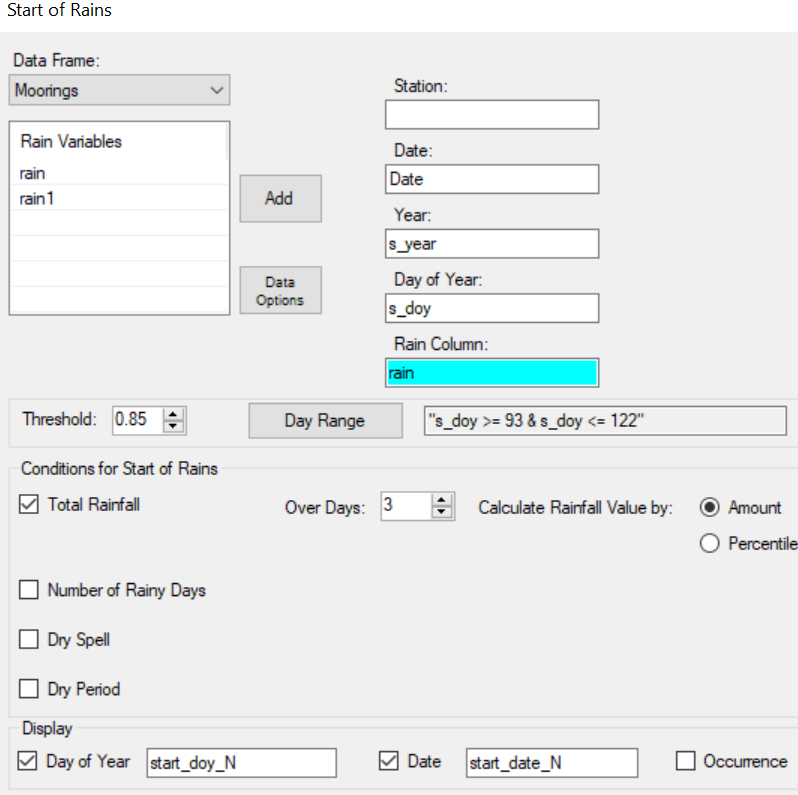 Start of Rains
Data Frame:
Moorings
Rain Variables
rain
rain1
Add
Data
Options
Station:
Date:
Date
Year:
s_year
Day of Year:
s_doy
Rain Column:
rain
Threshold: 0.85 Day Range "s_doy >= 93 & s_doy <= 122"
Conditions for Start of Rains
Total Rainfall Over Days: 3 Calculate Rainfall Value by: Amount
Percentile
Number of Rainy Days
Dry Spell
Dry Period
Display
Day of Year start_doy_N Date start_date_N Occurrence